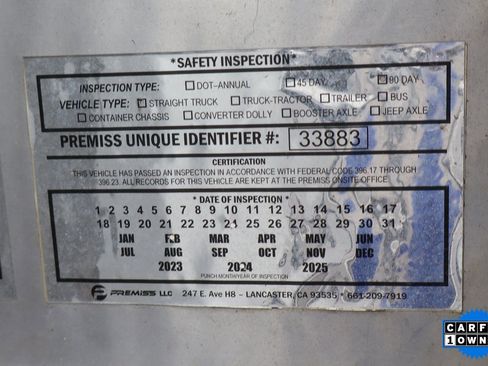 *SAFETY INSPECTION*
INSPECTION TYPE: DOT-ANNUAL 45 DAY 90 DAY
VEHICLE TYPE: STRAIGHT TRUCK TRUCK-TRACTOR TRAILER BUS
CONTAINER CHASSIS CONVERTER DOLLY BOOSTER AXLE JEEP AXLE
PREMISS UNIQUE IDENTIFIER #: 33883
CERTIFICATION
THIS VEHICLE HAS PASSED AN INSPECTION IN ACCORDANCE WITH FEDERAL CODE 396.17 THROUGH
396.23. ALL RECORDS FOR THIS VEHICLE ARE KEPT AT THE PREMISS ONSITE OFFICE.
* DATE OF INSPECTION *
1 2 3 4 5 6 7 8 9 10 11 12 13 14 15 16 17
18 19 20 21 22 23 24 25 26 27 28 29 30 31
JAN FEB MAR APR MAY JUN
JUL AUG SEP OCT NOV DEC
2023 2024 2025
PUNCH MONTH/YEAR OF INSPECTION
PREMISS LLC 247 E. Ave H8 – LANCASTER, CA 93535 * 661-209-7919
CARF
1 OWN